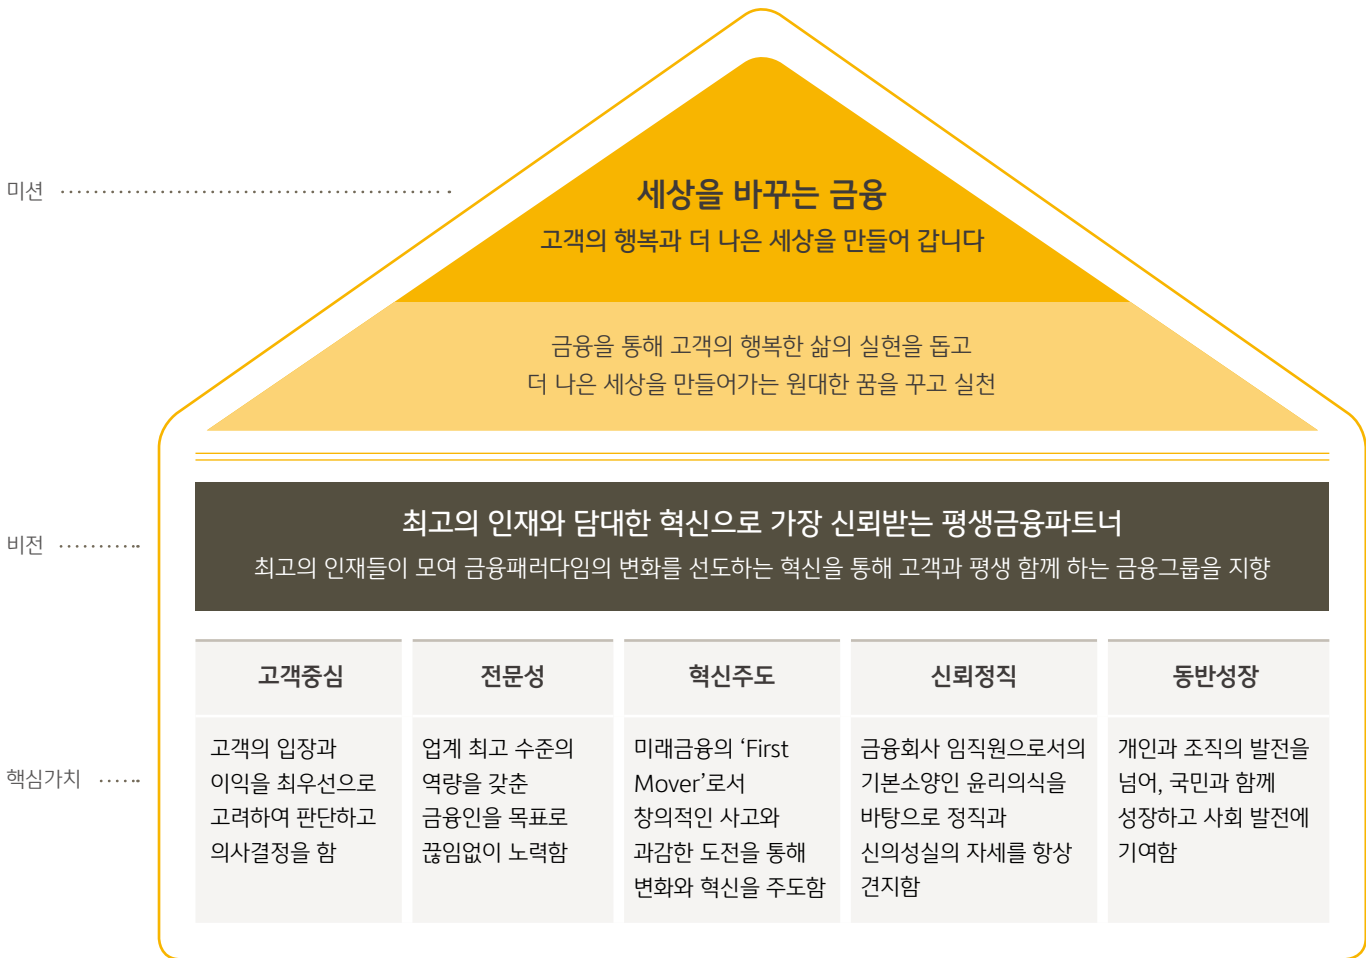 미션
세상을 바꾸는 금융
고객의 행복과 더 나은 세상을 만들어 갑니다
금융을 통해 고객의 행복한 삶의 실현을 돕고
더 나은 세상을 만들어가는 원대한 꿈을 꾸고 실천
비전
최고의 인재와 담대한 혁신으로 가장 신뢰받는 평생금융파트너
최고의 인재들이 모여 금융패러다임의 변화를 선도하는 혁신을 통해 고객과 평생 함께 하는 금융그룹을 지향
핵심가치
고객중심
고객의 입장과
이익을 최우선으로
고려하여 판단하고
의사결정을 함
전문성
업계 최고 수준의
역량을 갖춘
금융인을 목표로
끊임없이 노력함
혁신주도
미래금융의 ‘First
Mover’로서
창의적인 사고와
과감한 도전을 통해
변화와 혁신을 주도함
신뢰정직
금융회사 임직원으로서의
기본소양인 윤리의식을
바탕으로 정직과
신의성실의 자세를 항상
견지함
동반성장
개인과 조직의 발전을
넘어, 국민과 함께
성장하고 사회 발전에
기여함